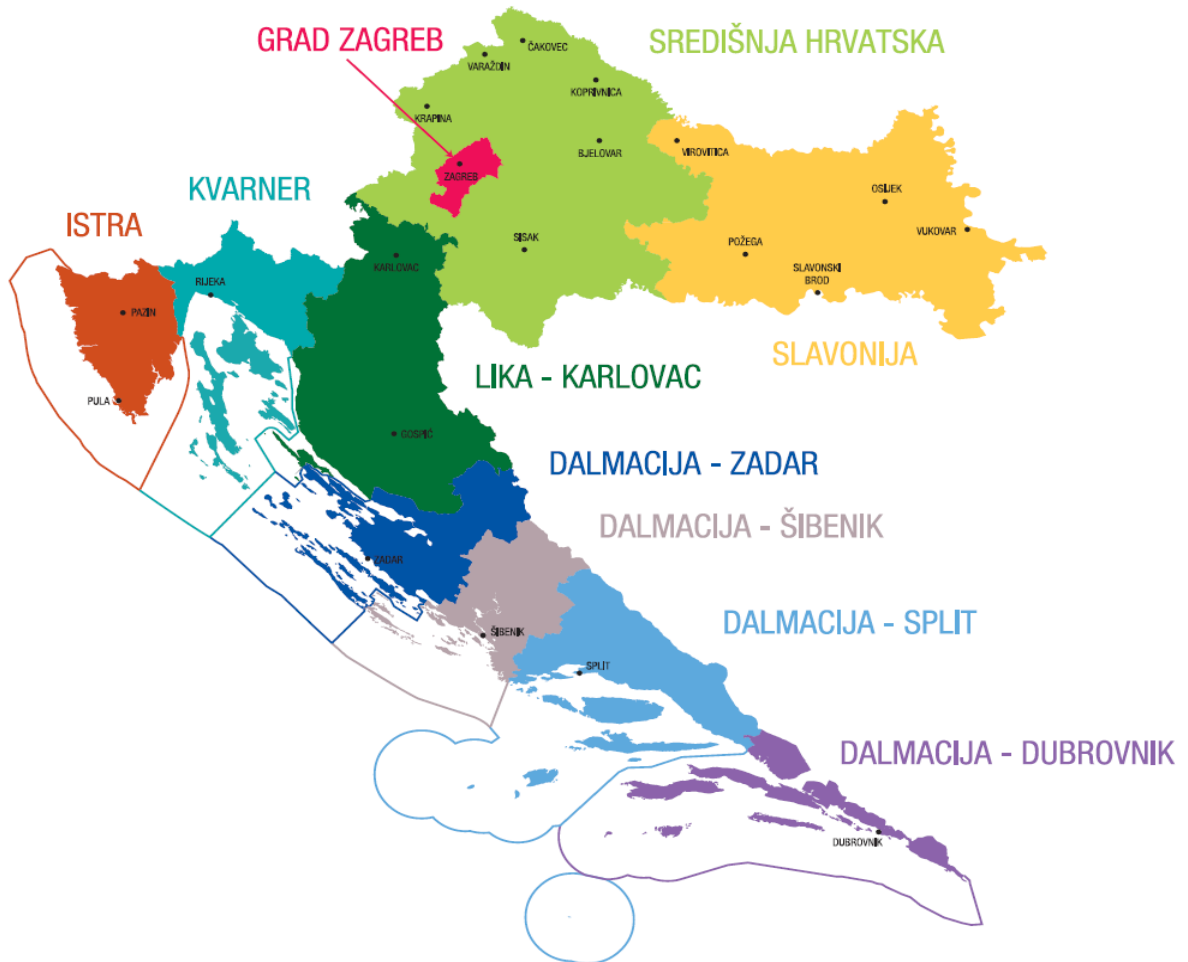 GRAD ZAGREB
SREDIŠNJA HRVATSKA
ČAKOVEC
VARAŽDIN
KOPRIVNICA
KRAPINA
BJELOVAR
VIROVITICA
ZAGREB
KVARNER
OSIJEK
ISTRA
VUKOVAR
SISAK
POŽEGA
KARLOVAC
SLAVONSKI
BROD
RIJEKA
PAZIN
SLAVONIJA
LIKA - KARLOVAC
PULA
GOSPIĆ
DALMACIJA - ZADAR
DALMACIJA - ŠIBENIK
ZADAR
DALMACIJA - SPLIT
ŠIBENIK
SPLIT
DALMACIJA - DUBROVNIK
DUBROVNIK